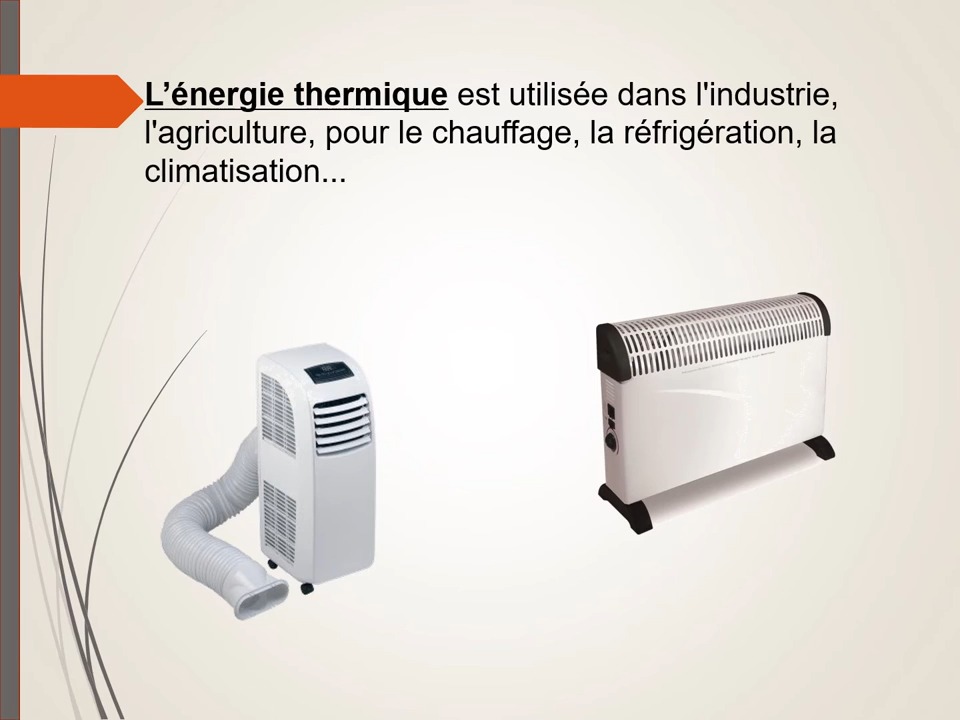 L’énergie thermique est utilisée dans l'industrie,
l'agriculture, pour le chauffage, la réfrigération, la
climatisation...